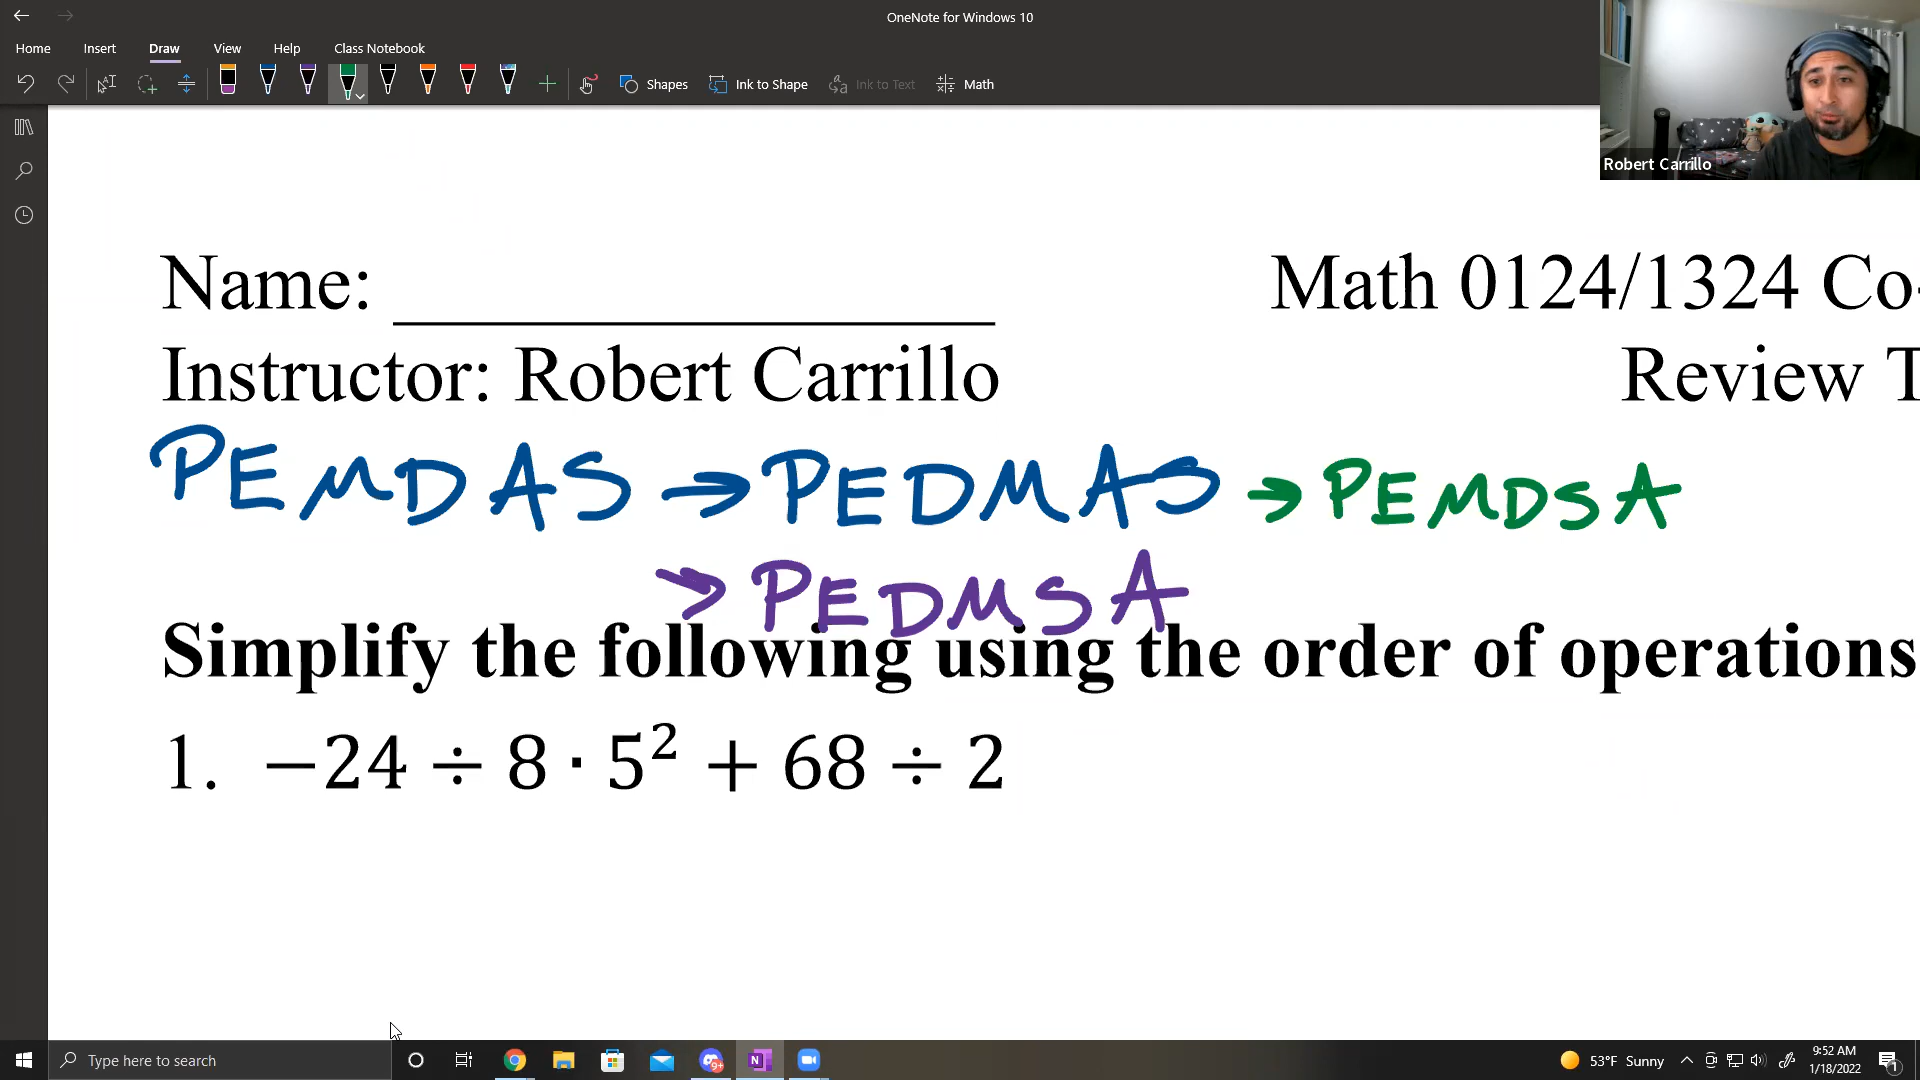 OneNote for Windows 10
Home Insert Draw View Help Class Notebook
Shapes Ink to Shape Ink to Text Math
Robert Carrillo
Name: ____________________
Math 0124/1324 Co-
Instructor: Robert Carrillo
Review T
PEMDAS → PEDMAS → PEMDSA
→ PEDMSA
Simplify the following using the order of operations
1. −24 ÷ 8 · 5² + 68 ÷ 2
Type here to search
9+
N
53°F Sunny
9:52 AM
1/18/2022
1